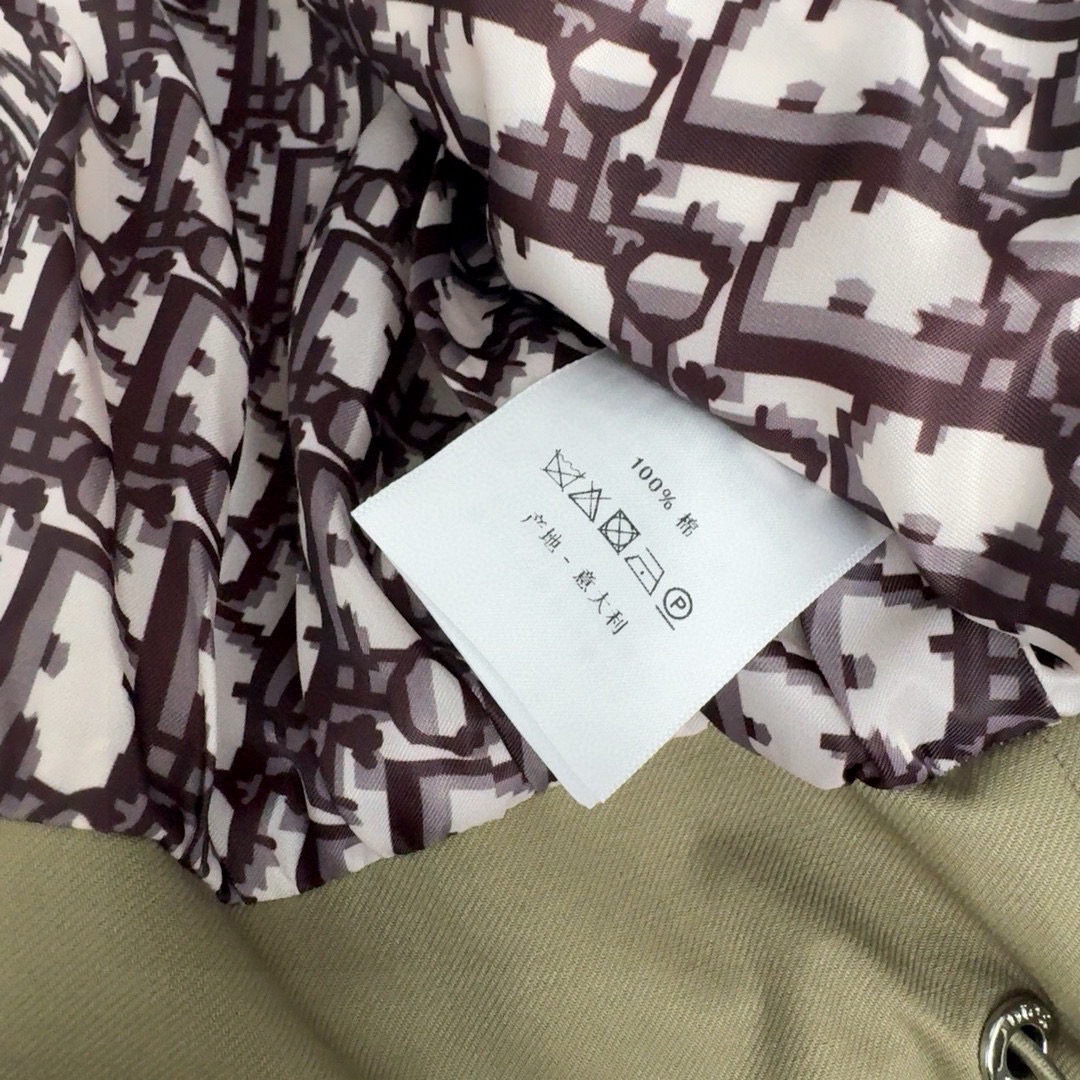 100% 棉
P
产地 - 意大利